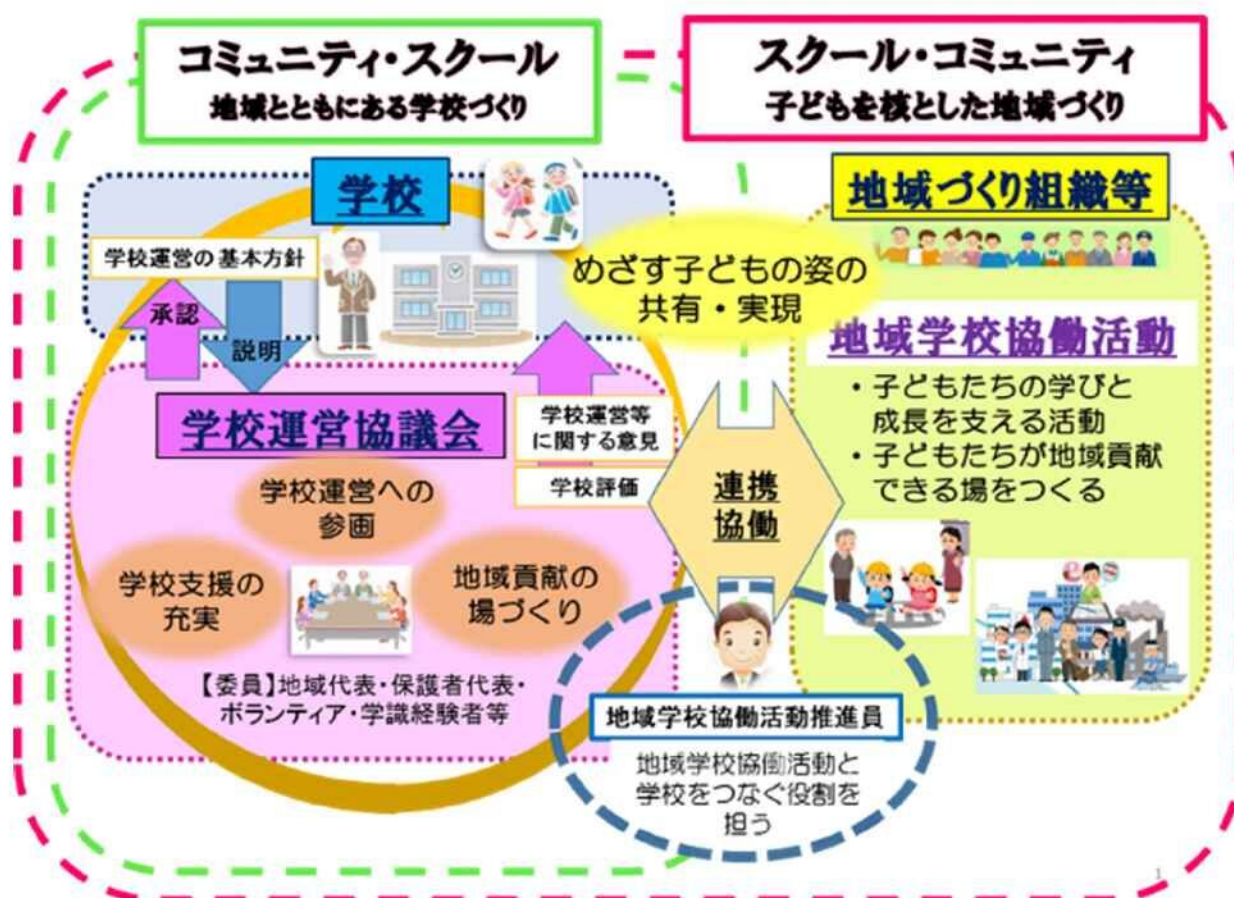 コミュニティ・スクール
地域とともにある学校づくり
スクール・コミュニティ
子どもを核とした地域づくり
学校
学校運営の基本方針
承認
説明
めざす子どもの姿の
共有・実現
地域づくり組織等
地域学校協働活動
・子どもたちの学びと
成長を支える活動
・子どもたちが地域貢献
できる場をつくる
学校運営協議会
学校運営等
に関する意見
学校評価
学校運営への
参画
学校支援の
充実
地域貢献の
場づくり
【委員】地域代表・保護者代表・
ボランティア・学識経験者等
連携
協働
地域学校協働活動推進員
地域学校協働活動と
学校をつなぐ役割を
担う
1